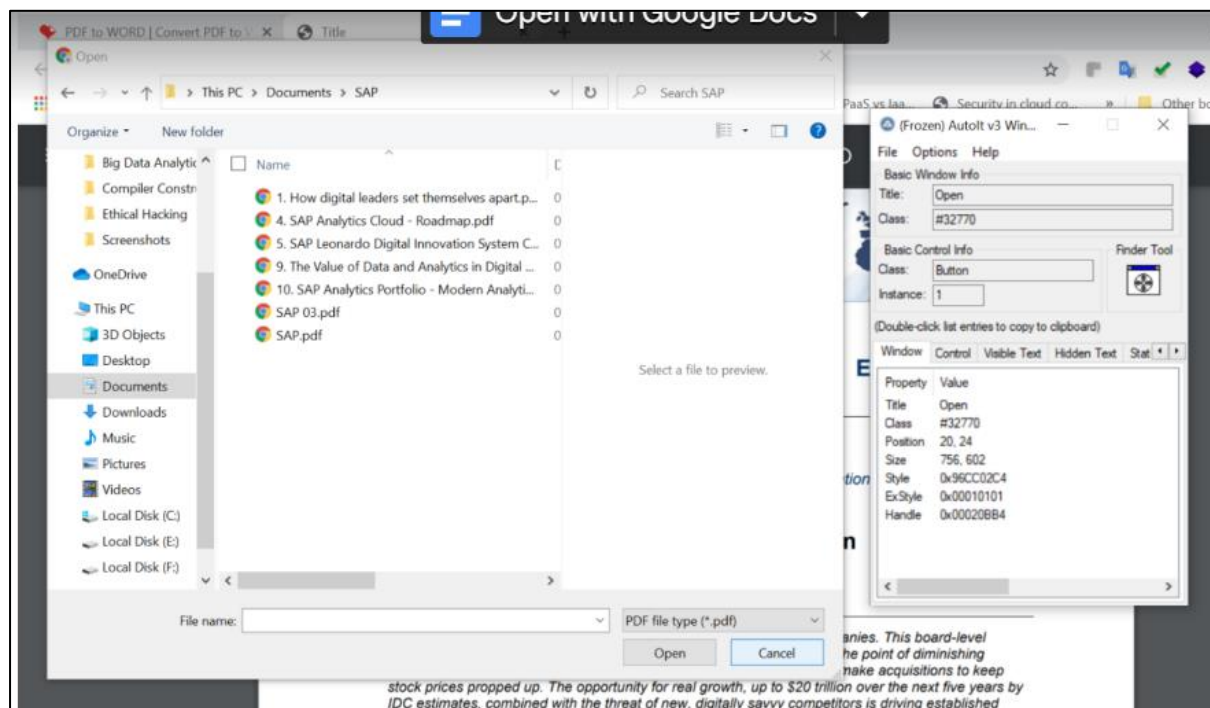 Open with Google Docs
PDF to WORD | Convert PDF to
Title
Open
This PC > Documents > SAP
Search SAP
PaaS vs Iaa...
Security in cloud co...
Other bo
Organize
New folder
Big Data Analytic
Compiler Constr
Ethical Hacking
Screenshots
OneDrive
This PC
3D Objects
Desktop
Documents
Downloads
Music
Pictures
Videos
Local Disk (C:)
Local Disk (E:)
Local Disk (F:)
Name
1. How digital leaders set themselves apart.p...
4. SAP Analytics Cloud - Roadmap.pdf
5. SAP Leonardo Digital Innovation System C...
9. The Value of Data and Analytics in Digital ...
10. SAP Analytics Portfolio - Modern Analyti...
SAP 03.pdf
SAP.pdf
Select a file to preview.
File name:
PDF file type (*.pdf)
Open
Cancel
(Frozen) AutoIt v3 Win...
File Options Help
Basic Window Info
Title: Open
Class: #32770
Basic Control Info
Class: Button
Instance: 1
Finder Tool
(Double-click list entries to copy to clipboard)
Window Control Visible Text Hidden Text Stat
Property Value
Title Open
Class #32770
Position 20, 24
Size 756, 602
Style 0x96CC02C4
ExStyle 0x00010101
Handle 0x00020BB4
E
tion
n
anies. This board-level
he point of diminishing
make acquisitions to keep
stock prices propped up. The opportunity for real growth, up to $20 trillion over the next five years by
IDC estimates, combined with the threat of new, digitally savvy competitors is driving established